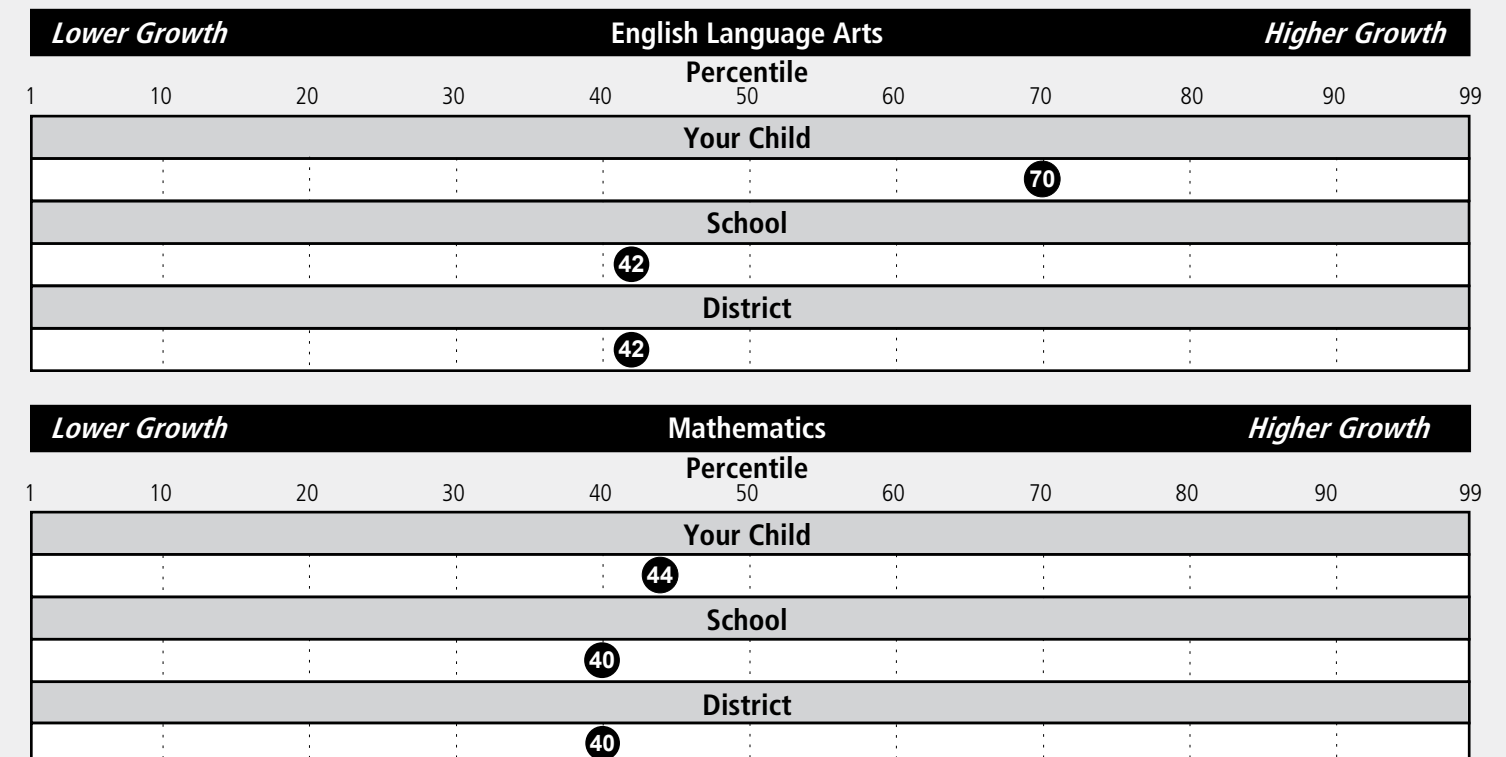 Lower Growth English Language Arts Higher Growth
Percentile
1 10 20 30 40 50 60 70 80 90 99
Your Child
70
School
42
District
42
Lower Growth Mathematics Higher Growth
Percentile
1 10 20 30 40 50 60 70 80 90 99
Your Child
44
School
40
District
40